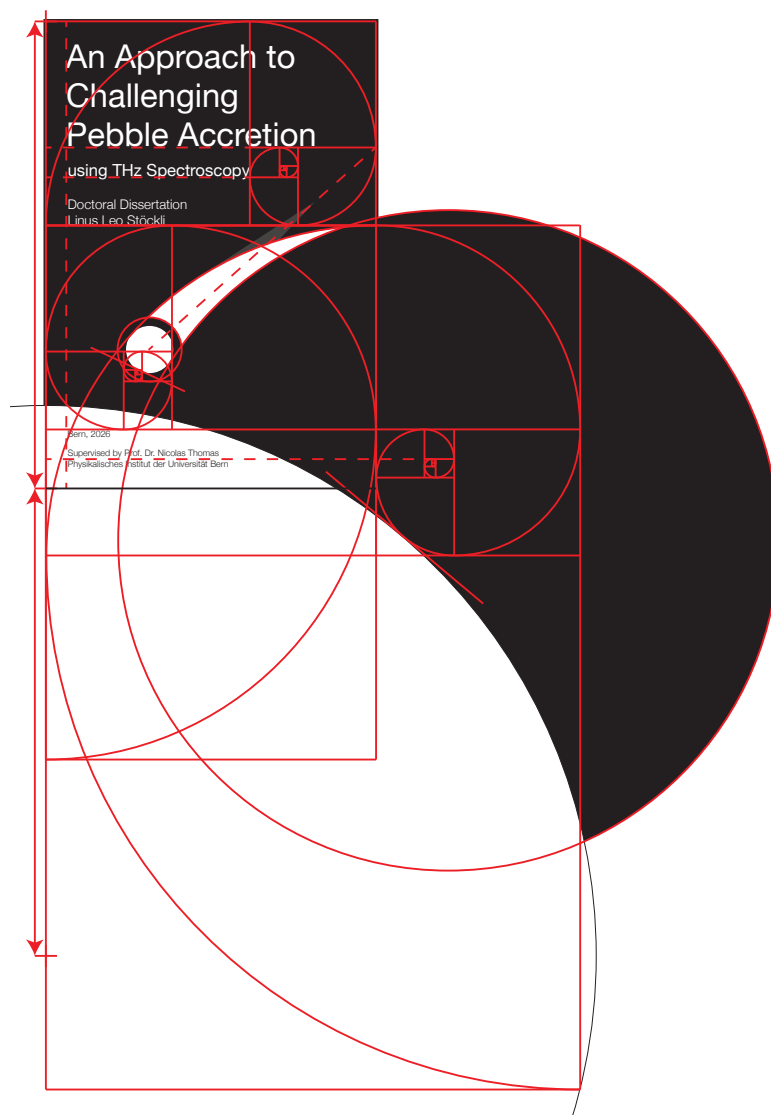 An Approach to
Challenging
Pebble Accretion
using THz Spectroscopy
Doctoral Dissertation
Linus Leo Stöckli
Bern, 2026
Supervised by Prof. Dr. Nicolas Thomas
Physikalisches Institut der Universität Bern